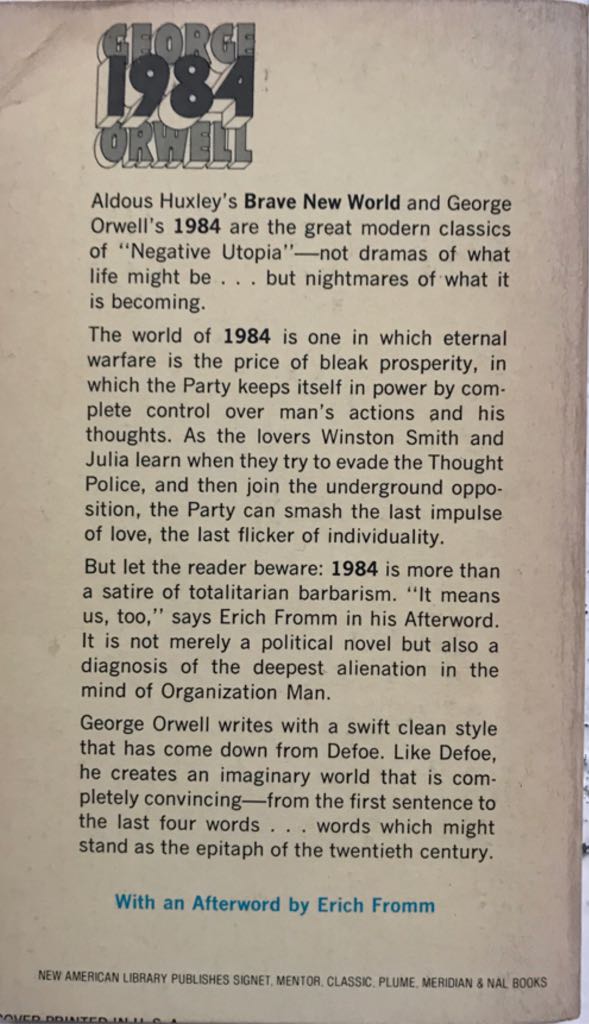 GEORGE
1984
ORWELL
Aldous Huxley's Brave New World and George
Orwell's 1984 are the great modern classics
of "Negative Utopia"—not dramas of what
life might be . . . but nightmares of what it
is becoming.
The world of 1984 is one in which eternal
warfare is the price of bleak prosperity, in
which the Party keeps itself in power by com-
plete control over man's actions and his
thoughts. As the lovers Winston Smith and
Julia learn when they try to evade the Thought
Police, and then join the underground oppo-
sition, the Party can smash the last impulse
of love, the last flicker of individuality.
But let the reader beware: 1984 is more than
a satire of totalitarian barbarism. "It means
us, too," says Erich Fromm in his Afterword.
It is not merely a political novel but also a
diagnosis of the deepest alienation in the
mind of Organization Man.
George Orwell writes with a swift clean style
that has come down from Defoe. Like Defoe,
he creates an imaginary world that is com-
pletely convincing—from the first sentence to
the last four words . . . words which might
stand as the epitaph of the twentieth century.
With an Afterword by Erich Fromm
NEW AMERICAN LIBRARY PUBLISHES SIGNET, MENTOR, CLASSIC, PLUME, MERIDIAN & NAL BOOKS
COVER PRINTED IN U.S.A.